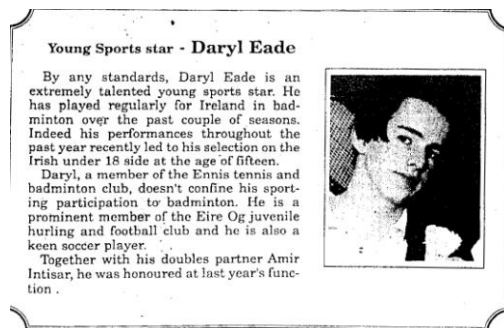 Young Sports star - Daryl Eade
By any standards, Daryl Eade is an
extremely talented young sports star. He
has played regularly for Ireland in bad-
minton over the past couple of seasons.
Indeed his performances throughout the
past year recently led to his selection on the
Irish under 18 side at the age of fifteen.
Daryl, a member of the Ennis tennis and
badminton club, doesn't confine his sport-
ing participation to badminton. He is a
prominent member of the Eire Og juvenile
hurling and football club and he is also a
keen soccer player.
Together with his doubles partner Amir
Intisar, he was honoured at last year's func-
tion .